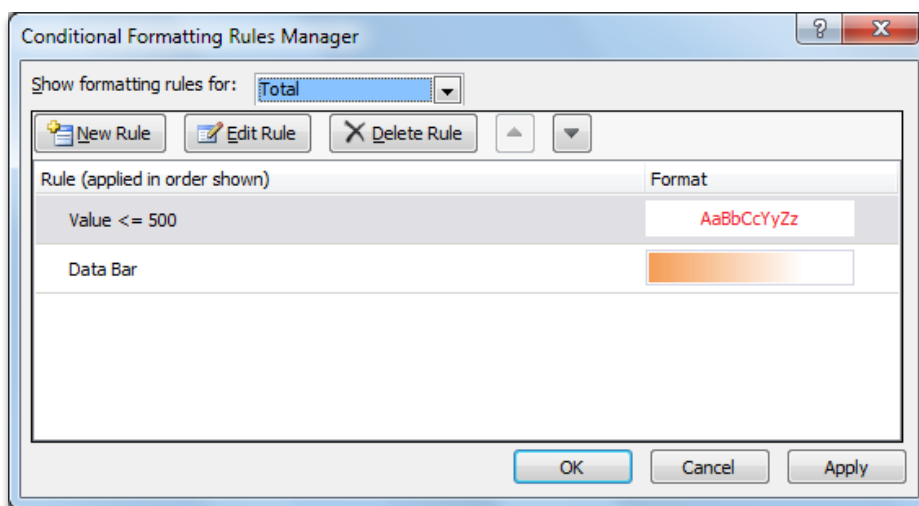 Conditional Formatting Rules Manager
Show formatting rules for: Total
New Rule Edit Rule Delete Rule
Rule (applied in order shown) Format
Value <= 500 AaBbCcYyZz
Data Bar
OK Cancel Apply